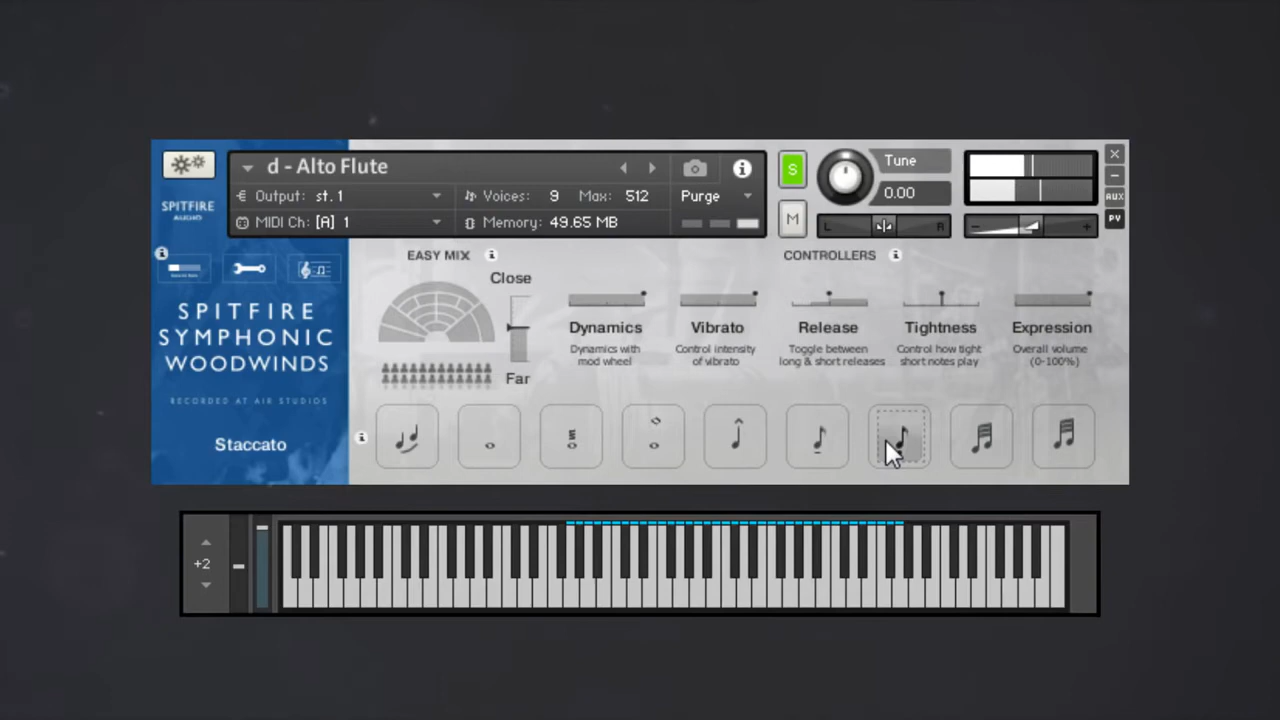 d - Alto Flute
Output: st.1
Voices: 9 Max: 512
Purge
MIDI Ch: [A] 1
Memory: 49.65 MB
S
M
Tune
0.00
L
R
AUX
PV
SPITFIRE
AUDIO
SPITFIRE
SYMPHONIC
WOODWINDS
RECORDED AT AIR STUDIOS
Staccato
EASY MIX
Close
Far
CONTROLLERS
Dynamics
Dynamics with
mod wheel
Vibrato
Control intensity
of vibrato
Release
Toggle between
long & short releases
Tightness
Control how tight
short notes play
Expression
Overall volume
(0-100%)
+2